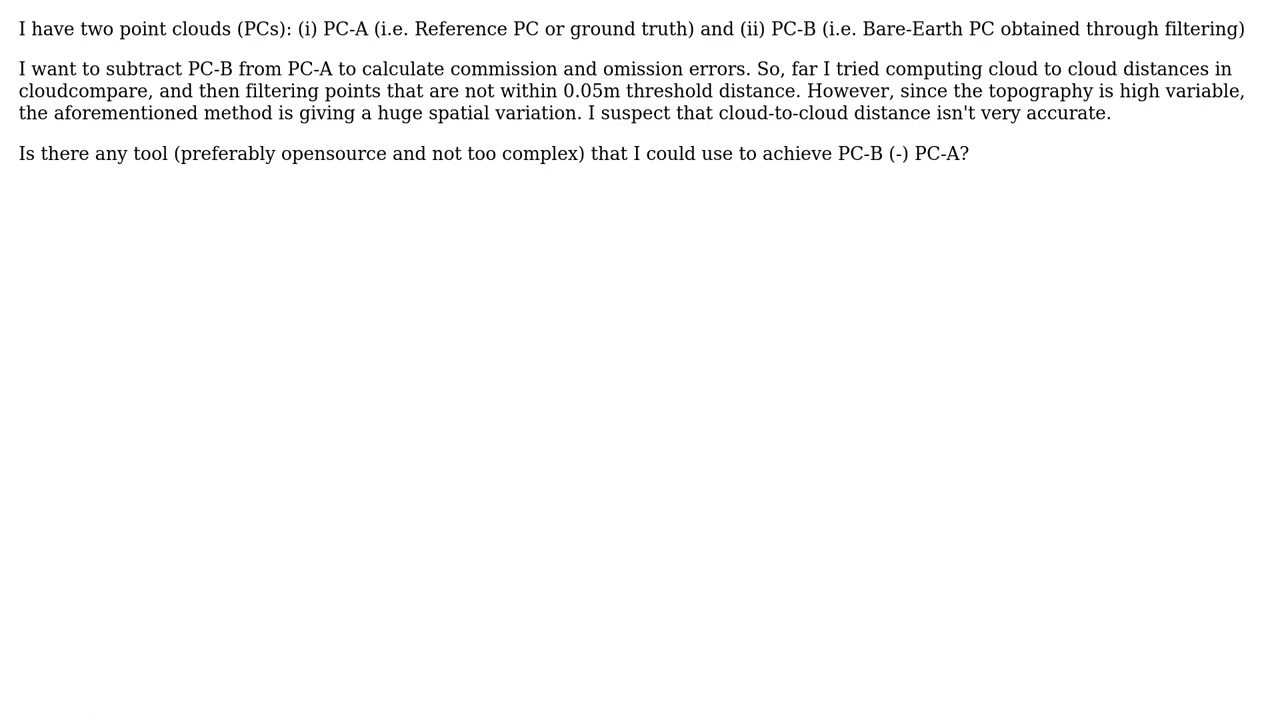 I have two point clouds (PCs): (i) PC-A (i.e. Reference PC or ground truth) and (ii) PC-B (i.e. Bare-Earth PC obtained through filtering)
I want to subtract PC-B from PC-A to calculate commission and omission errors. So, far I tried computing cloud to cloud distances in
cloudcompare, and then filtering points that are not within 0.05m threshold distance. However, since the topography is high variable,
the aforementioned method is giving a huge spatial variation. I suspect that cloud-to-cloud distance isn't very accurate.
Is there any tool (preferably opensource and not too complex) that I could use to achieve PC-B (-) PC-A?